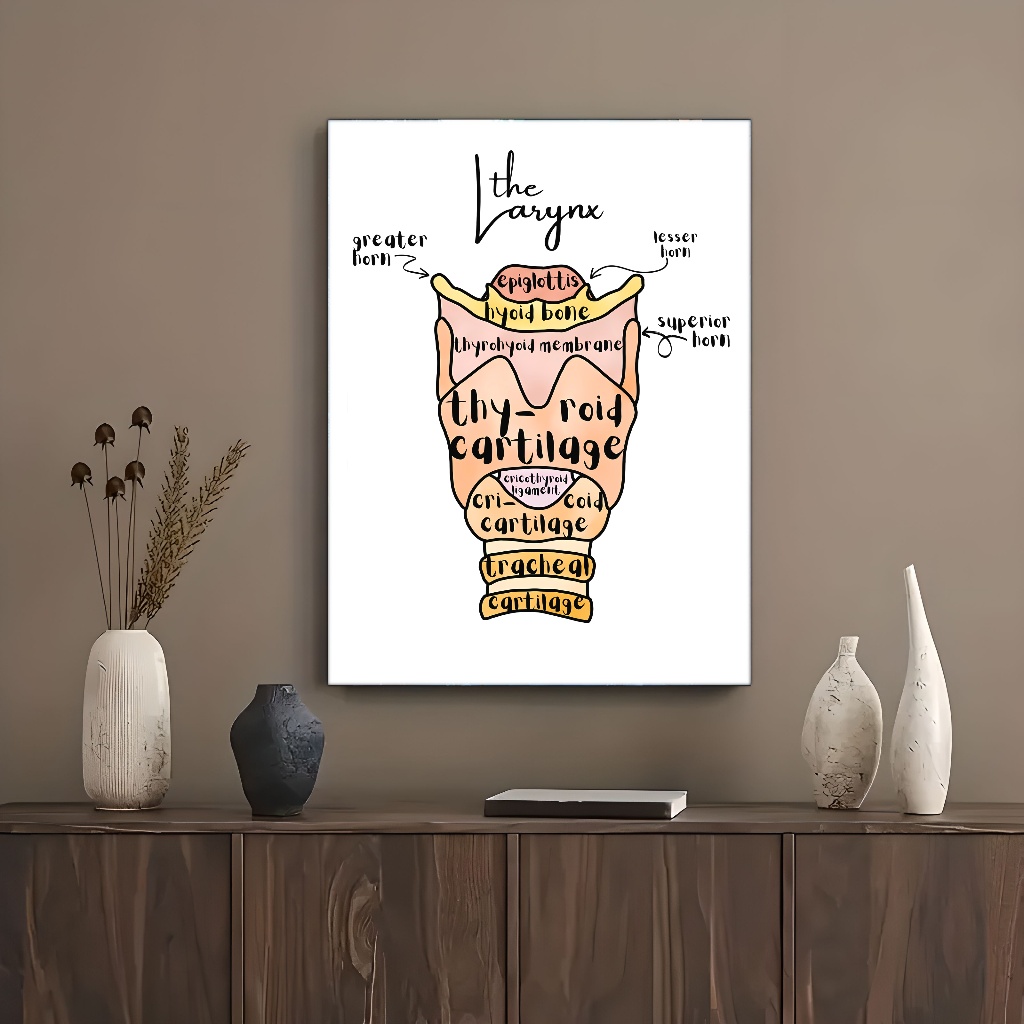 the
Larynx
greater
horn
lesser
horn
epiglottis
hyoid bone
superior
horn
thyrohyoid membrane
thy- roid
cartilage
cricothyroid
ligament
cri- coid
cartilage
tracheal
cartilage